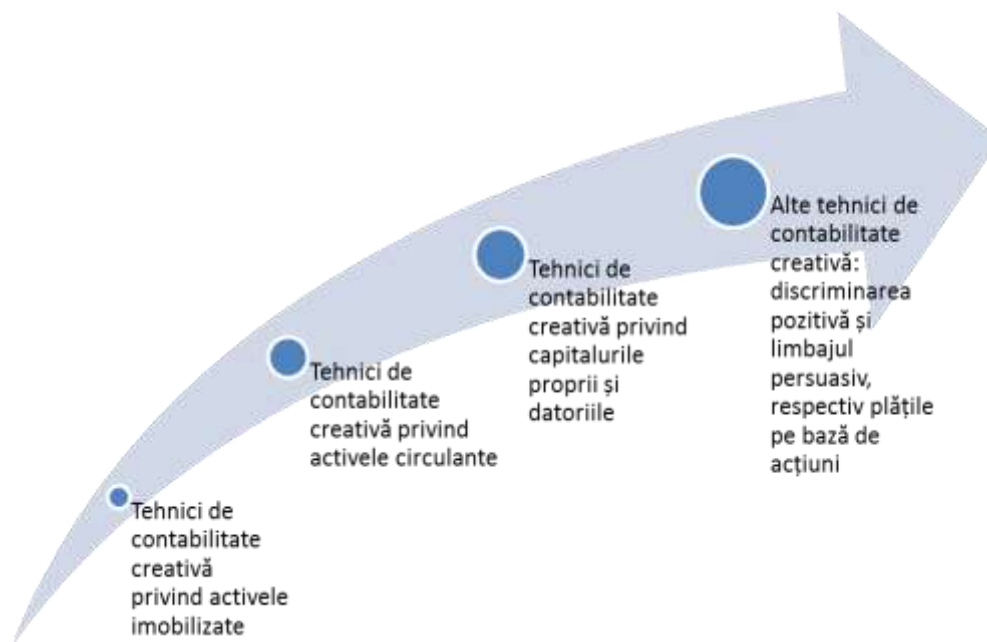 Tehnici de
contabilitate
creativă
privind activele
imobilizate
Tehnici de
contabilitate
creativă privind
activele circulante
Tehnici de
contabilitate
creativă privind
capitalurile
proprii și
datoriile
Alte tehnici de
contabilitate
creativă:
discriminarea
pozitivă și
limbajul
persuasiv,
respectiv plățile
pe bază de
acțiuni